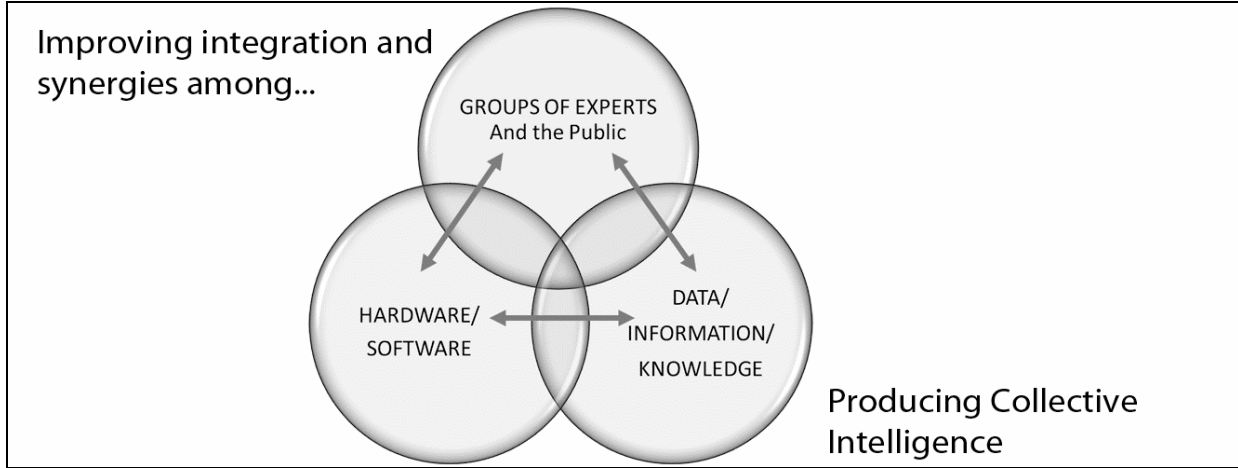 Improving integration and
synergies among...
GROUPS OF EXPERTS
And the Public
HARDWARE/
SOFTWARE
DATA/
INFORMATION/
KNOWLEDGE
Producing Collective
Intelligence